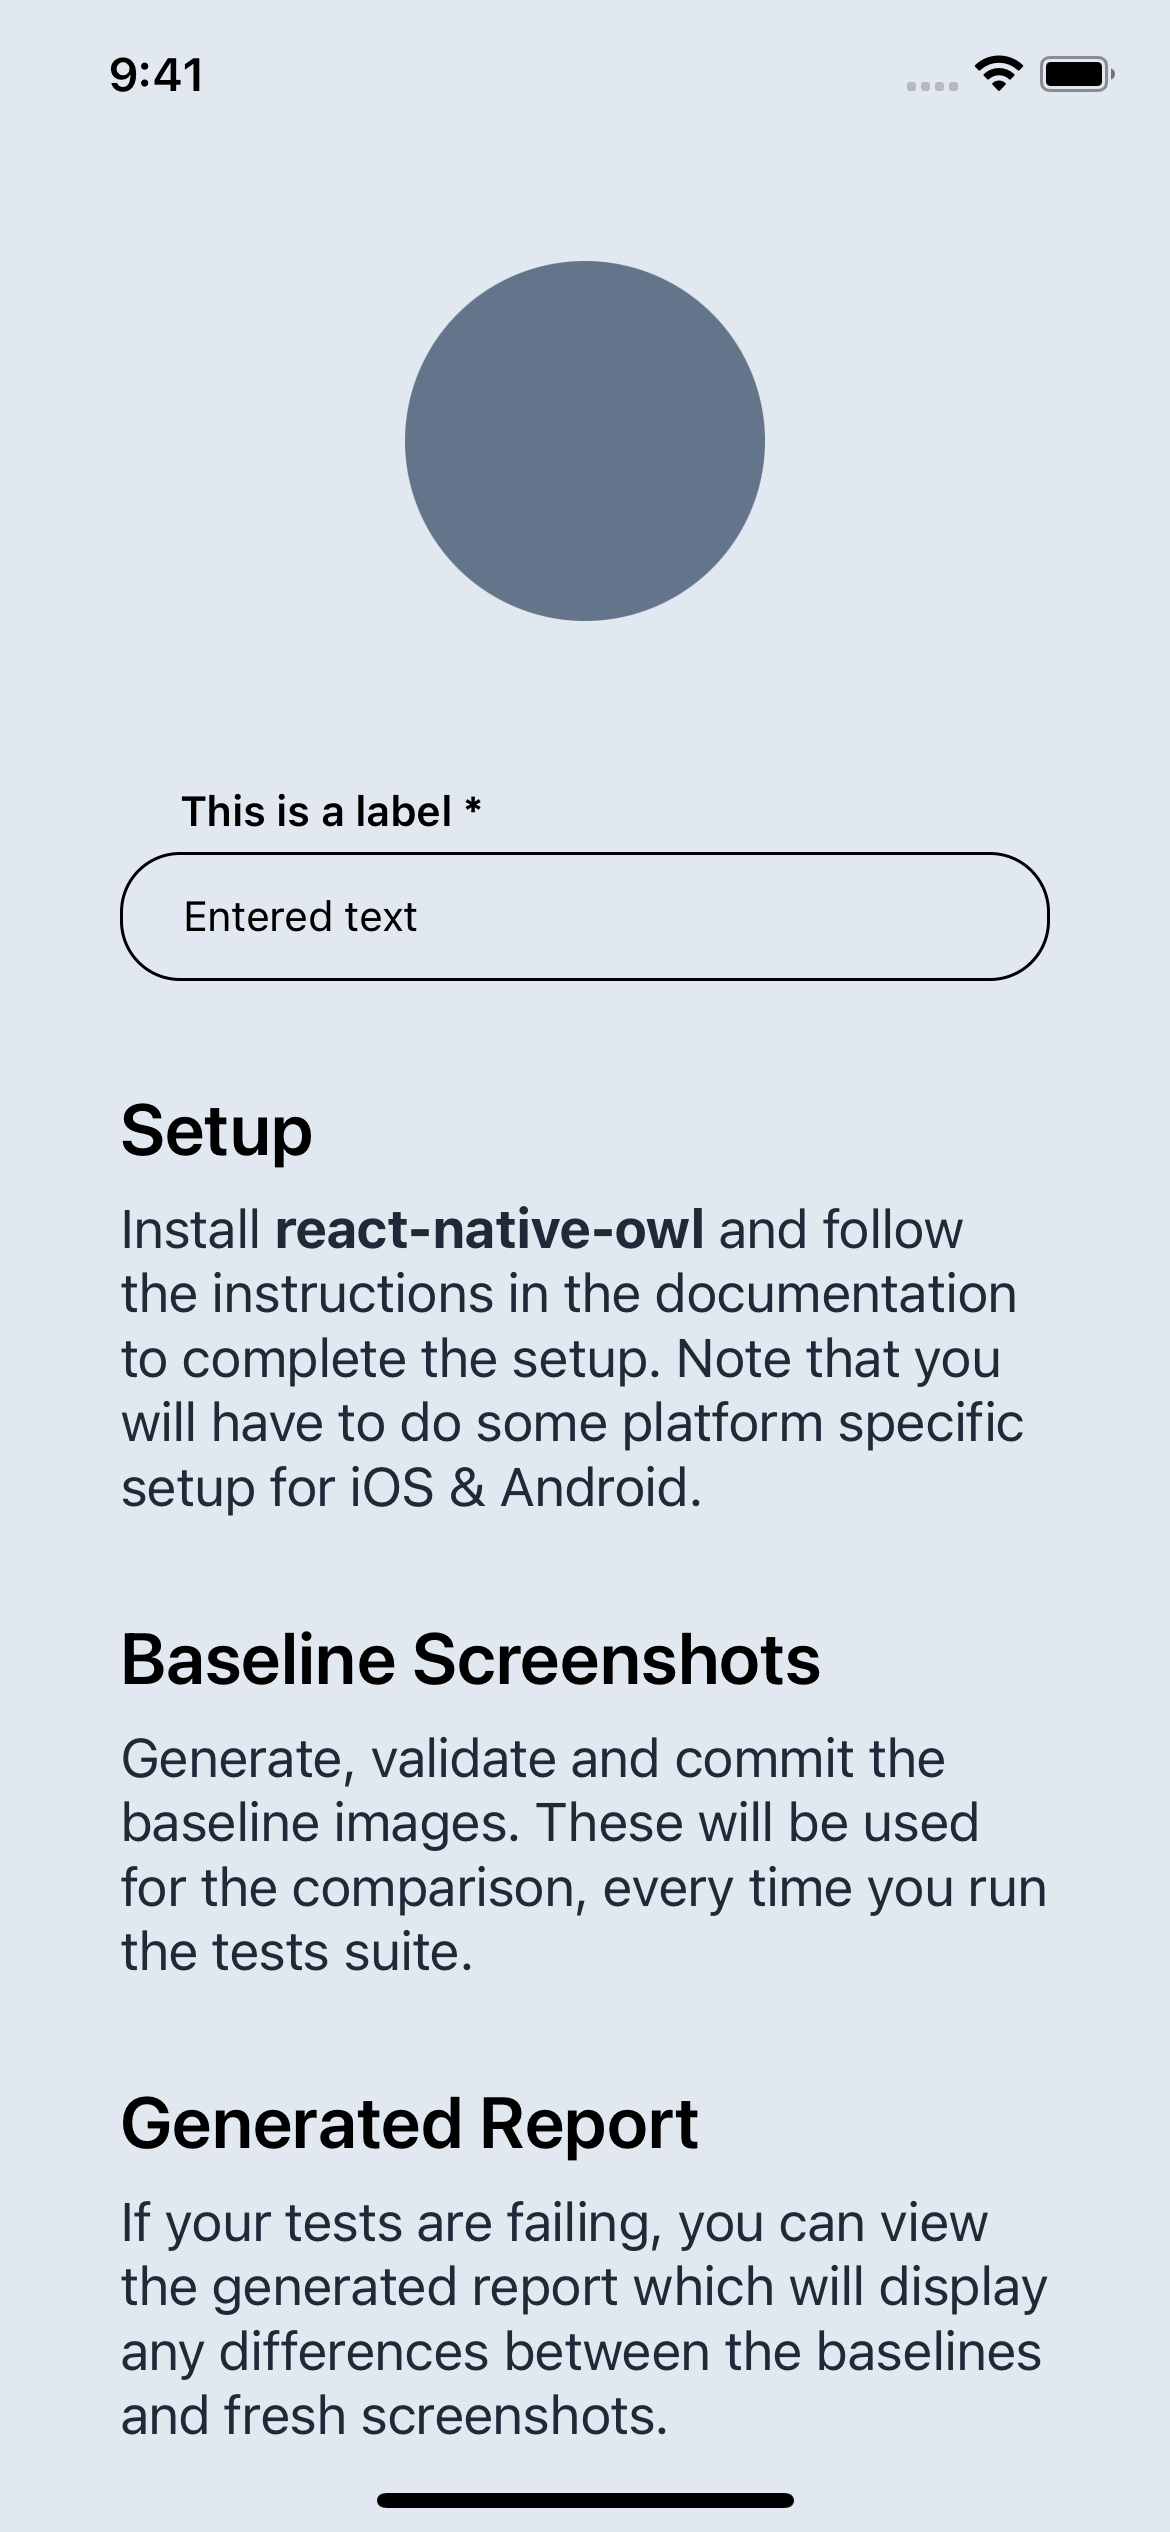 9:41
This is a label *
Entered text
Setup
Install react-native-owl and follow
the instructions in the documentation
to complete the setup. Note that you
will have to do some platform specific
setup for iOS & Android.
Baseline Screenshots
Generate, validate and commit the
baseline images. These will be used
for the comparison, every time you run
the tests suite.
Generated Report
If your tests are failing, you can view
the generated report which will display
any differences between the baselines
and fresh screenshots.